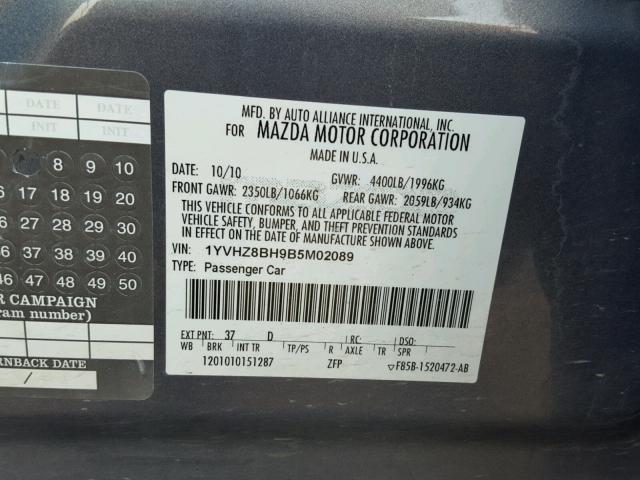 DATE DATE
INIT INIT
8 9 10
17 18 19 20
27 28 29 30
37 38 39 40
46 47 48 49 50
R CAMPAIGN
ram number)
RNBACK DATE
/
MFD. BY AUTO ALLIANCE INTERNATIONAL, INC.
FOR MAZDA MOTOR CORPORATION
MADE IN U.S.A.
DATE: 10/10 GVWR: 4400LB/1996KG
FRONT GAWR: 2350LB/1066KG REAR GAWR: 2059LB/934KG
THIS VEHICLE CONFORMS TO ALL APPLICABLE FEDERAL MOTOR
VEHICLE SAFETY, BUMPER, AND THEFT PREVENTION STANDARDS
IN EFFECT ON THE DATE OF MANUFACTURE SHOWN ABOVE.
VIN: 1YVHZ8BH9B5M02089
TYPE: Passenger Car
EXT PNT: 37 D RC: DSO:
WB BRK INT TR TP/PS R AXLE TR SPR
1201010151287 ZFP ▽F85B-1520472-AB